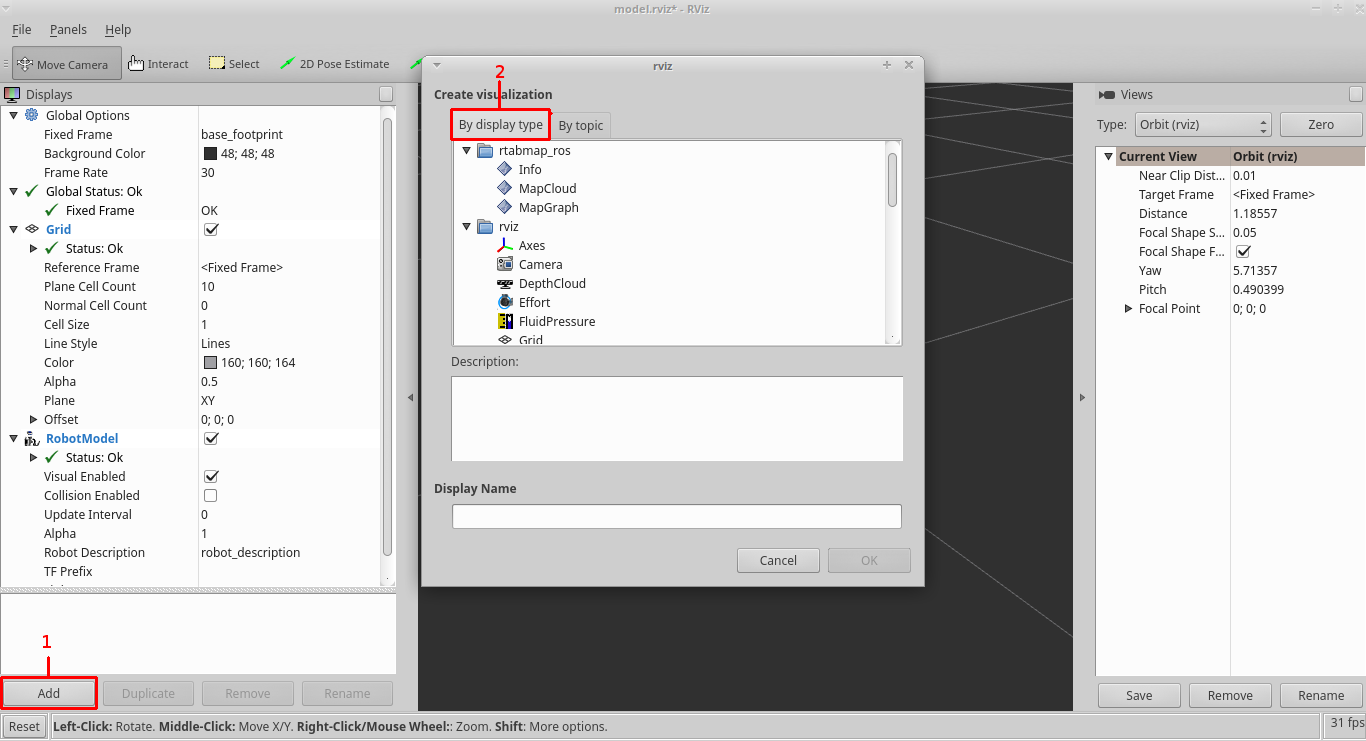 model.rviz* - RViz
File Panels Help
Move Camera Interact Select 2D Pose Estimate
Displays
Global Options
Fixed Frame base_footprint
Background Color 48; 48; 48
Frame Rate 30
Global Status: Ok
Fixed Frame OK
Grid
Status: Ok
Reference Frame <Fixed Frame>
Plane Cell Count 10
Normal Cell Count 0
Cell Size 1
Line Style Lines
Color 160; 160; 164
Alpha 0.5
Plane XY
Offset 0; 0; 0
RobotModel
Status: Ok
Visual Enabled
Collision Enabled
Update Interval 0
Alpha 1
Robot Description robot_description
TF Prefix
1
Add Duplicate Remove Rename
rviz
2
Create visualization
By display type By topic
rtabmap_ros
Info
MapCloud
MapGraph
rviz
Axes
Camera
DepthCloud
Effort
FluidPressure
Grid
Description:
Display Name
Cancel OK
Views
Type: Orbit (rviz) Zero
Current View Orbit (rviz)
Near Clip Dist... 0.01
Target Frame <Fixed Frame>
Distance 1.18557
Focal Shape S... 0.05
Focal Shape F...
Yaw 5.71357
Pitch 0.490399
Focal Point 0; 0; 0
Save Remove Rename
Reset Left-Click: Rotate. Middle-Click: Move X/Y. Right-Click/Mouse Wheel:: Zoom. Shift: More options. 31 fps